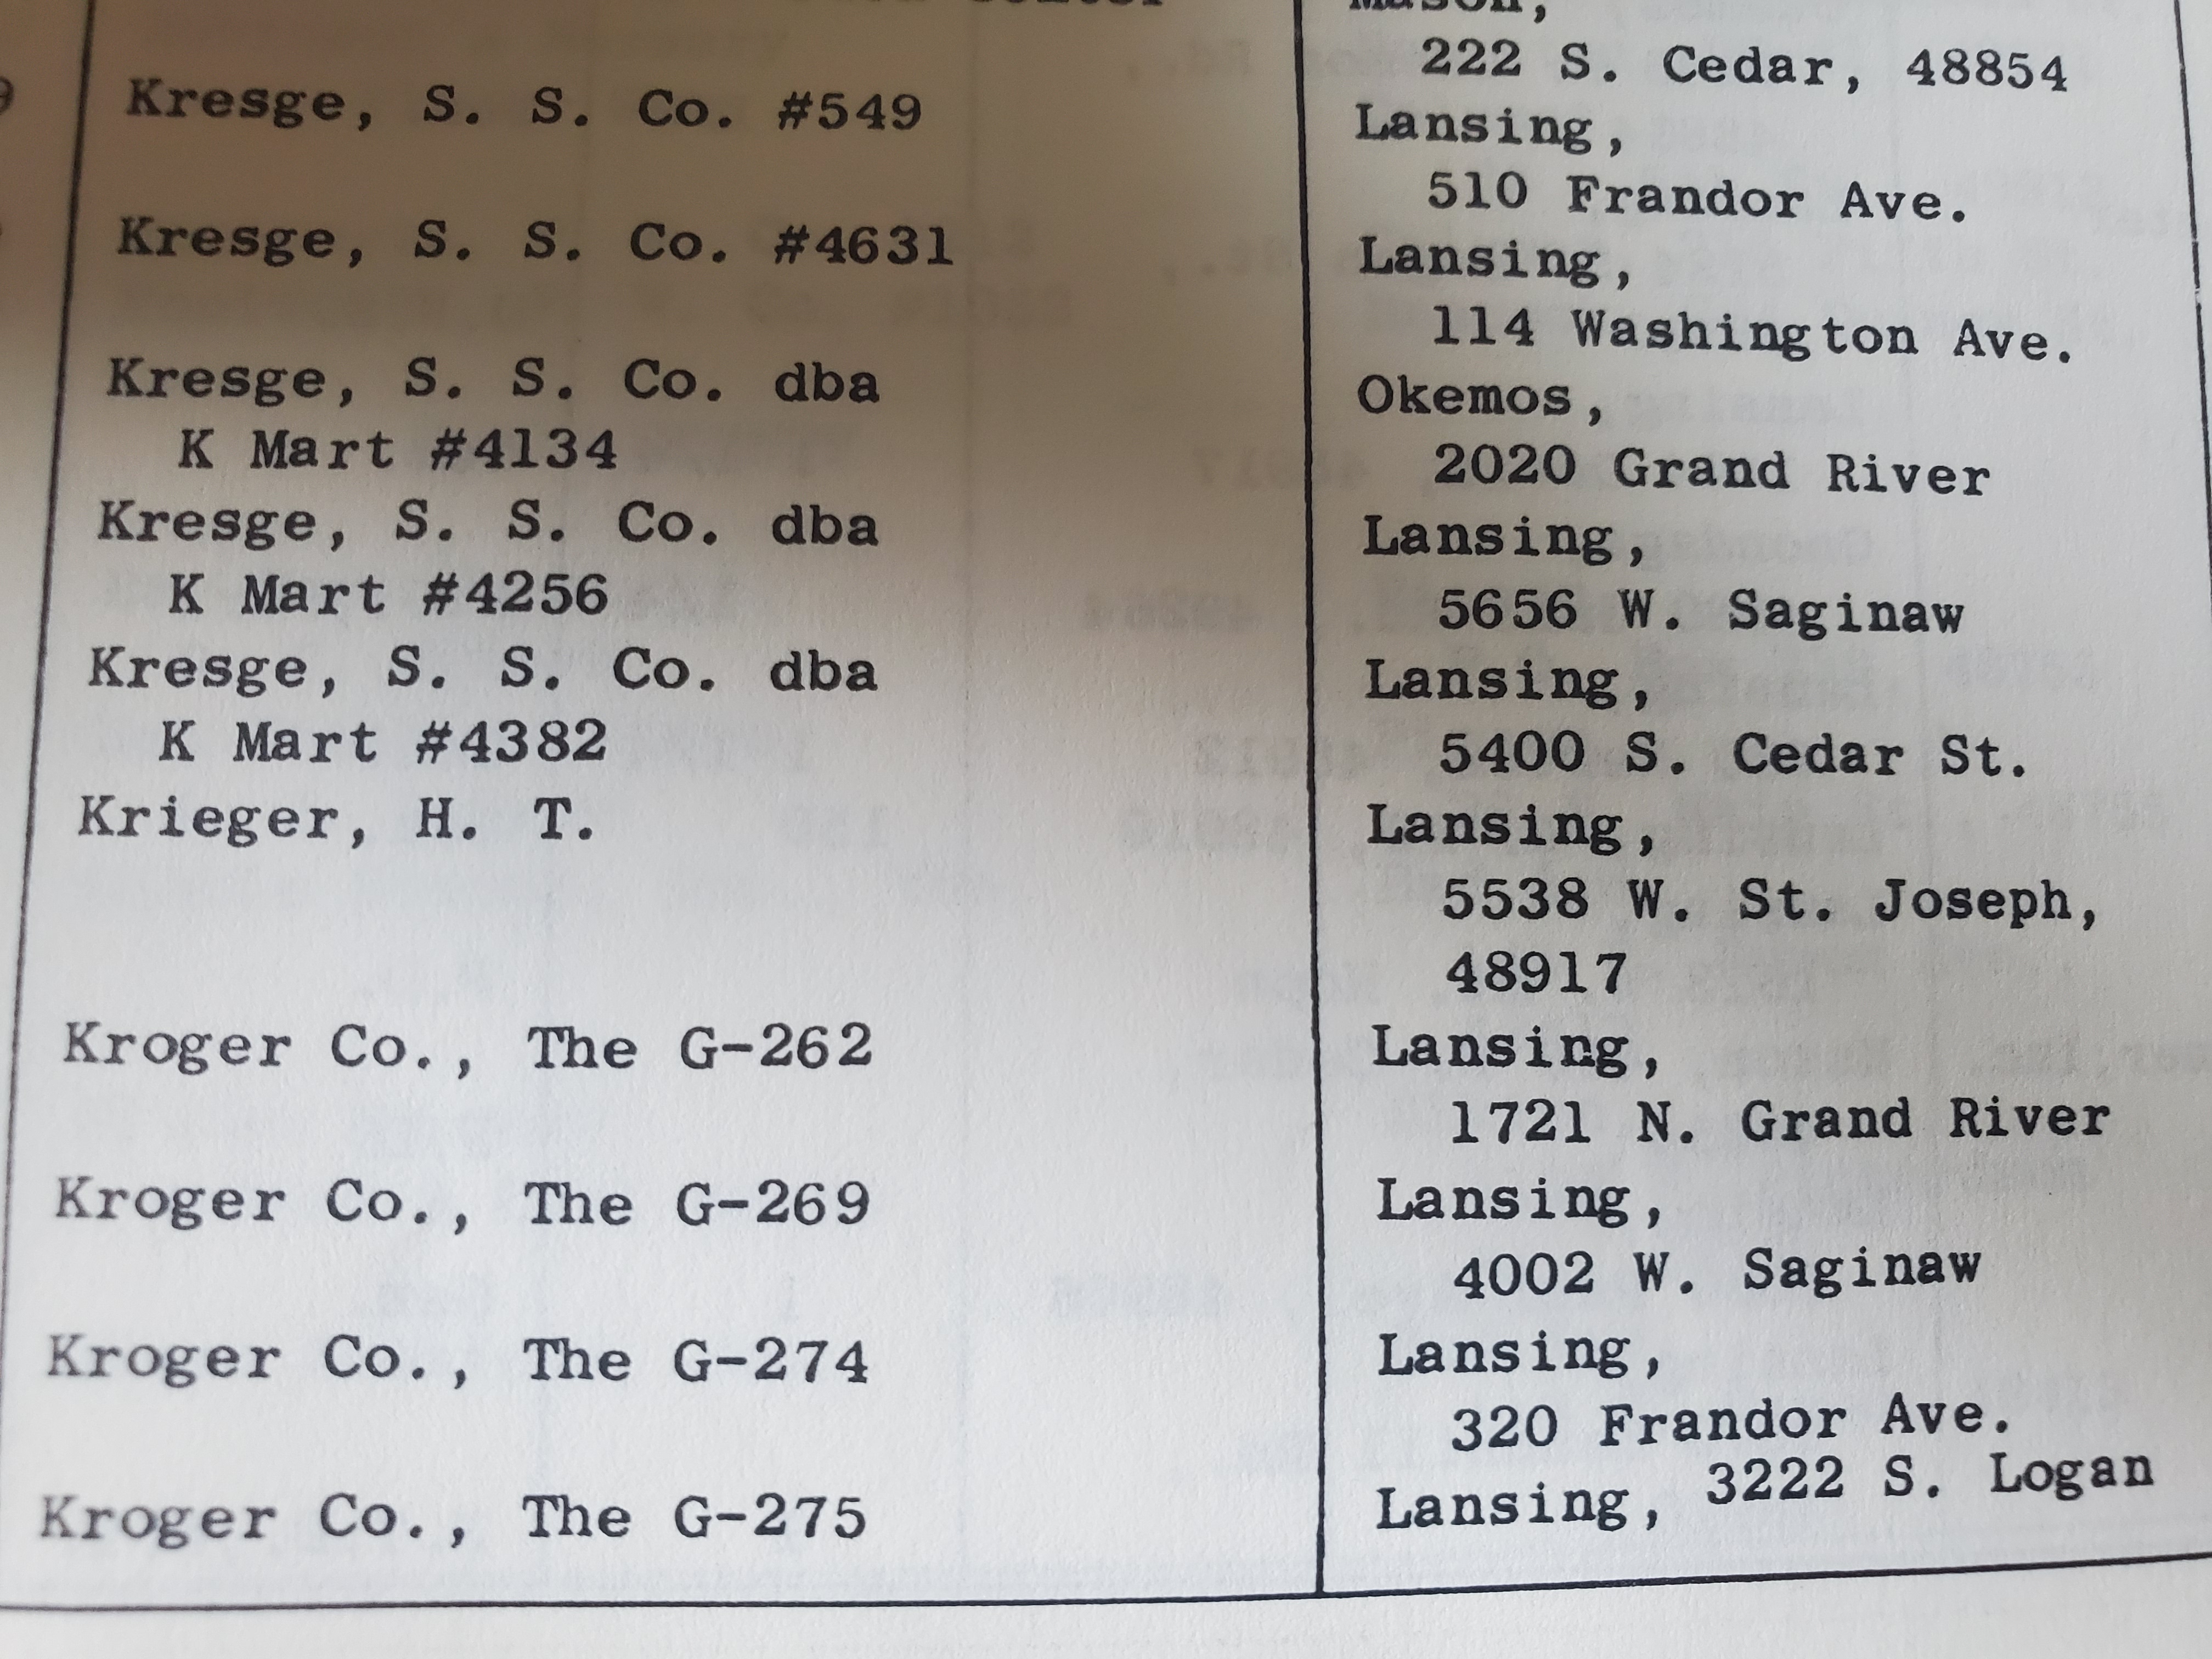 Mason,
222 S. Cedar, 48854
Kresge, S. S. Co. #549
Lansing,
510 Frandor Ave.
Kresge, S. S. Co. #4631
Lansing,
114 Washington Ave.
Kresge, S. S. Co. dba
Okemos,
K Mart #4134
2020 Grand River
Kresge, S. S. Co. dba
Lansing,
K Mart #4256
5656 W. Saginaw
Kresge, S. S. Co. dba
Lansing,
K Mart #4382
5400 S. Cedar St.
Krieger, H. T.
Lansing,
5538 W. St. Joseph,
48917
Kroger Co., The G-262
Lansing,
1721 N. Grand River
Kroger Co., The G-269
Lansing,
4002 W. Saginaw
Kroger Co., The G-274
Lansing,
320 Frandor Ave.
Kroger Co., The G-275
Lansing, 3222 S. Logan